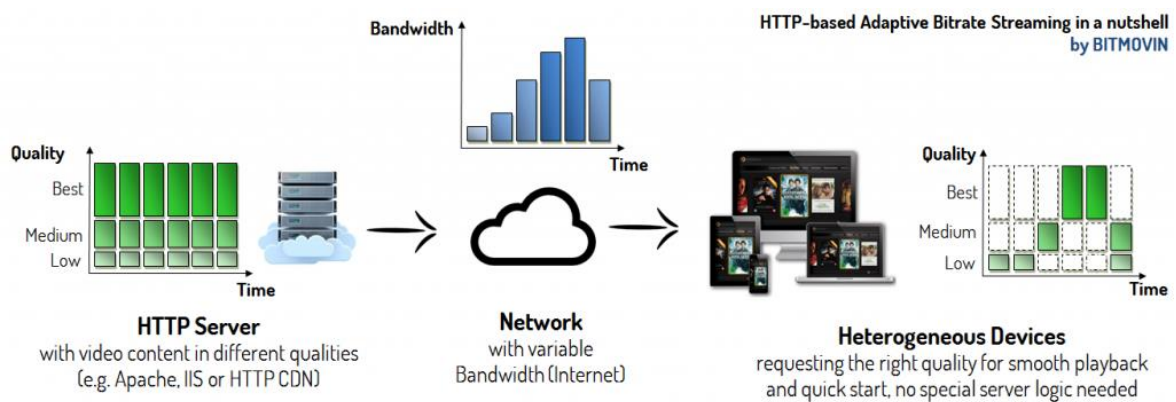 HTTP-based Adaptive Bitrate Streaming in a nutshell
by BITMOVIN
Bandwidth
Time
Quality
Best
Medium
Low
Time
Quality
Best
Medium
Low
Time
HTTP Server
with video content in different qualities
(e.g. Apache, IIS or HTTP CDN)
Network
with variable
Bandwidth (Internet)
Heterogeneous Devices
requesting the right quality for smooth playback
and quick start, no special server logic needed